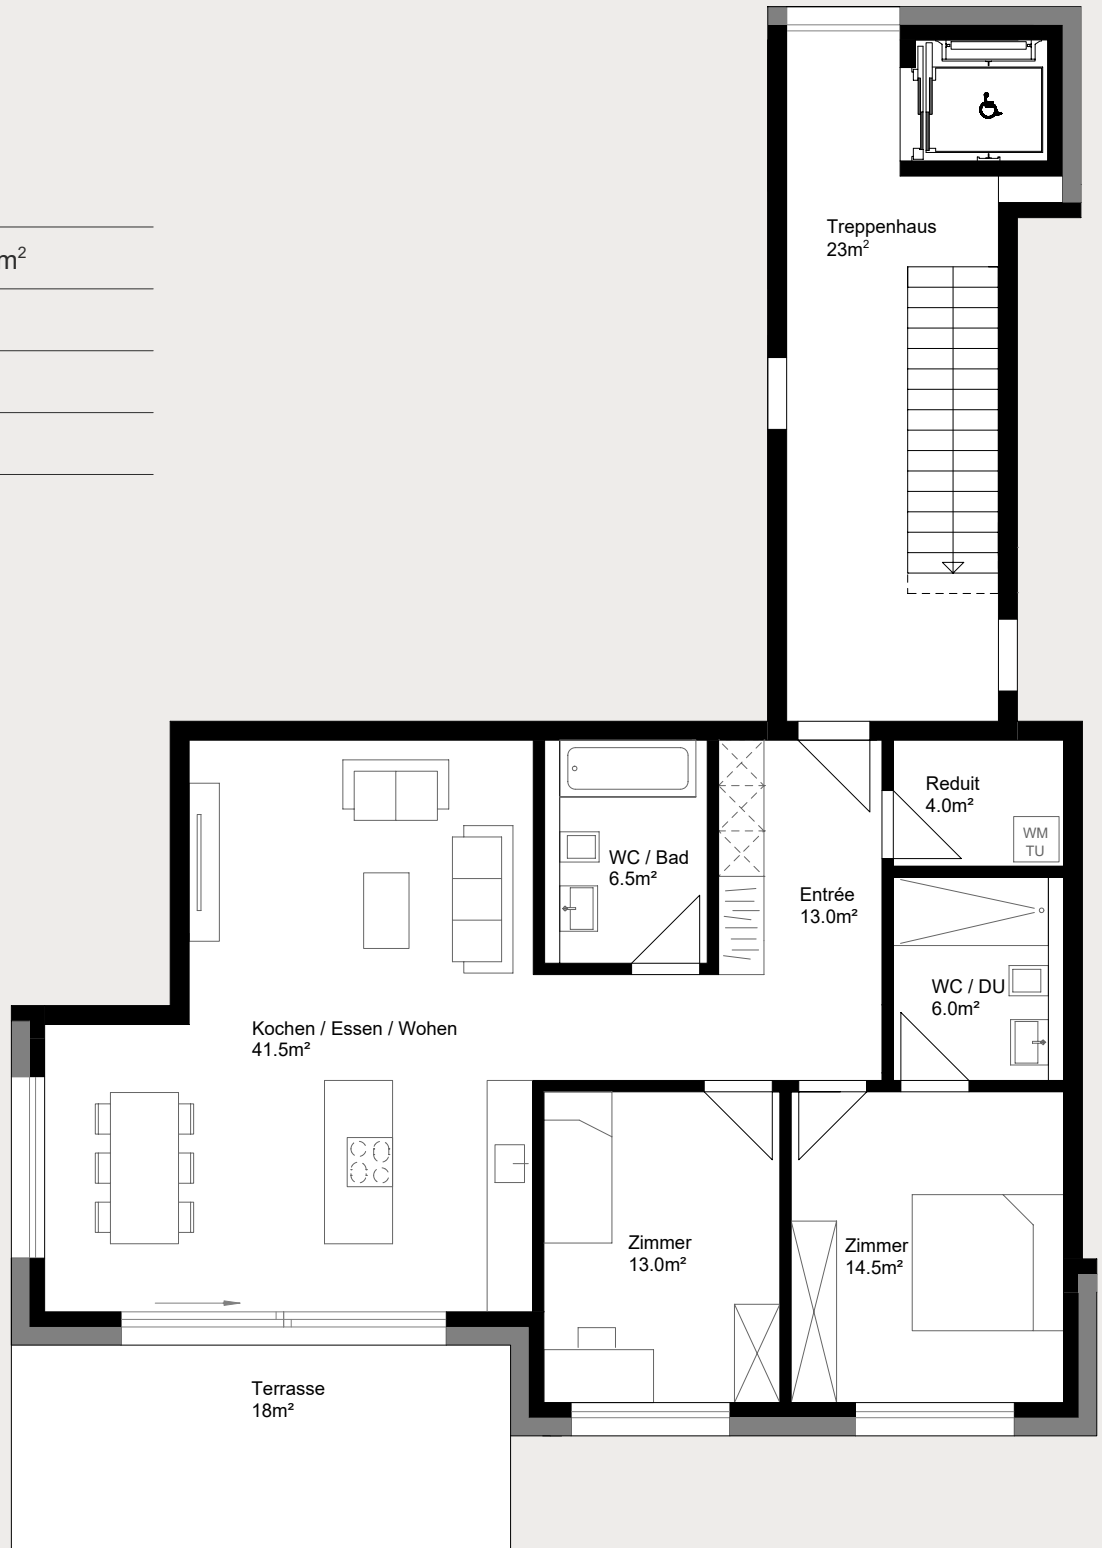 m²
Treppenhaus
23m²
Reduit
4.0m²
WM
TU
WC / Bad
6.5m²
Entrée
13.0m²
WC / DU
6.0m²
Kochen / Essen / Wohen
41.5m²
Zimmer
13.0m²
Zimmer
14.5m²
Terrasse
18m²